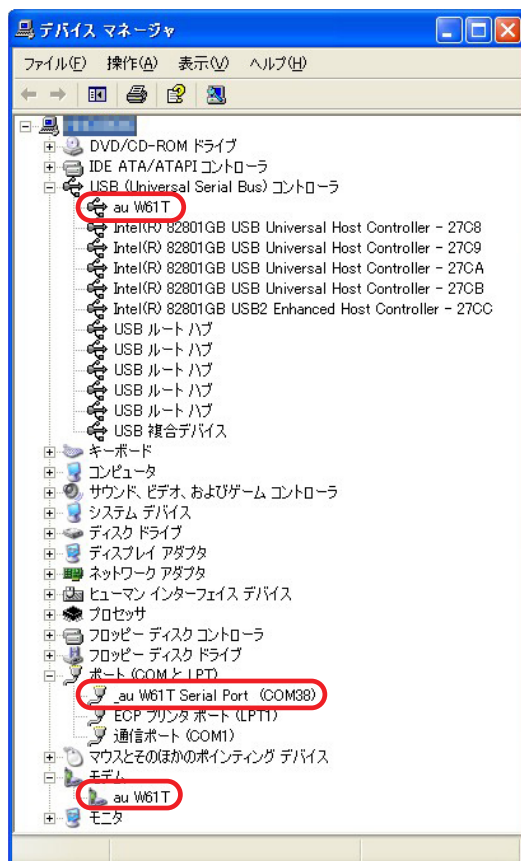 デバイス マネージャ
ファイル(F) 操作(A) 表示(V) ヘルプ(H)
DVD/CD-ROM ドライブ
IDE ATA/ATAPI コントローラ
USB (Universal Serial Bus) コントローラ
au W61T
Intel(R) 82801GB USB Universal Host Controller - 27C8
Intel(R) 82801GB USB Universal Host Controller - 27C9
Intel(R) 82801GB USB Universal Host Controller - 27CA
Intel(R) 82801GB USB Universal Host Controller - 27CB
Intel(R) 82801GB USB2 Enhanced Host Controller - 27CC
USB ルート ハブ
USB ルート ハブ
USB ルート ハブ
USB ルート ハブ
USB ルート ハブ
USB 複合デバイス
キーボード
コンピュータ
サウンド、ビデオ、およびゲーム コントローラ
システム デバイス
ディスク ドライブ
ディスプレイ アダプタ
ネットワーク アダプタ
ヒューマン インターフェイス デバイス
プロセッサ
フロッピー ディスク コントローラ
フロッピー ディスク ドライブ
ポート (COM と LPT)
_au W61T Serial Port (COM38)
ECP プリンタ ポート (LPT1)
通信ポート (COM1)
マウスとそのほかのポインティング デバイス
モデム
au W61T
モニタ